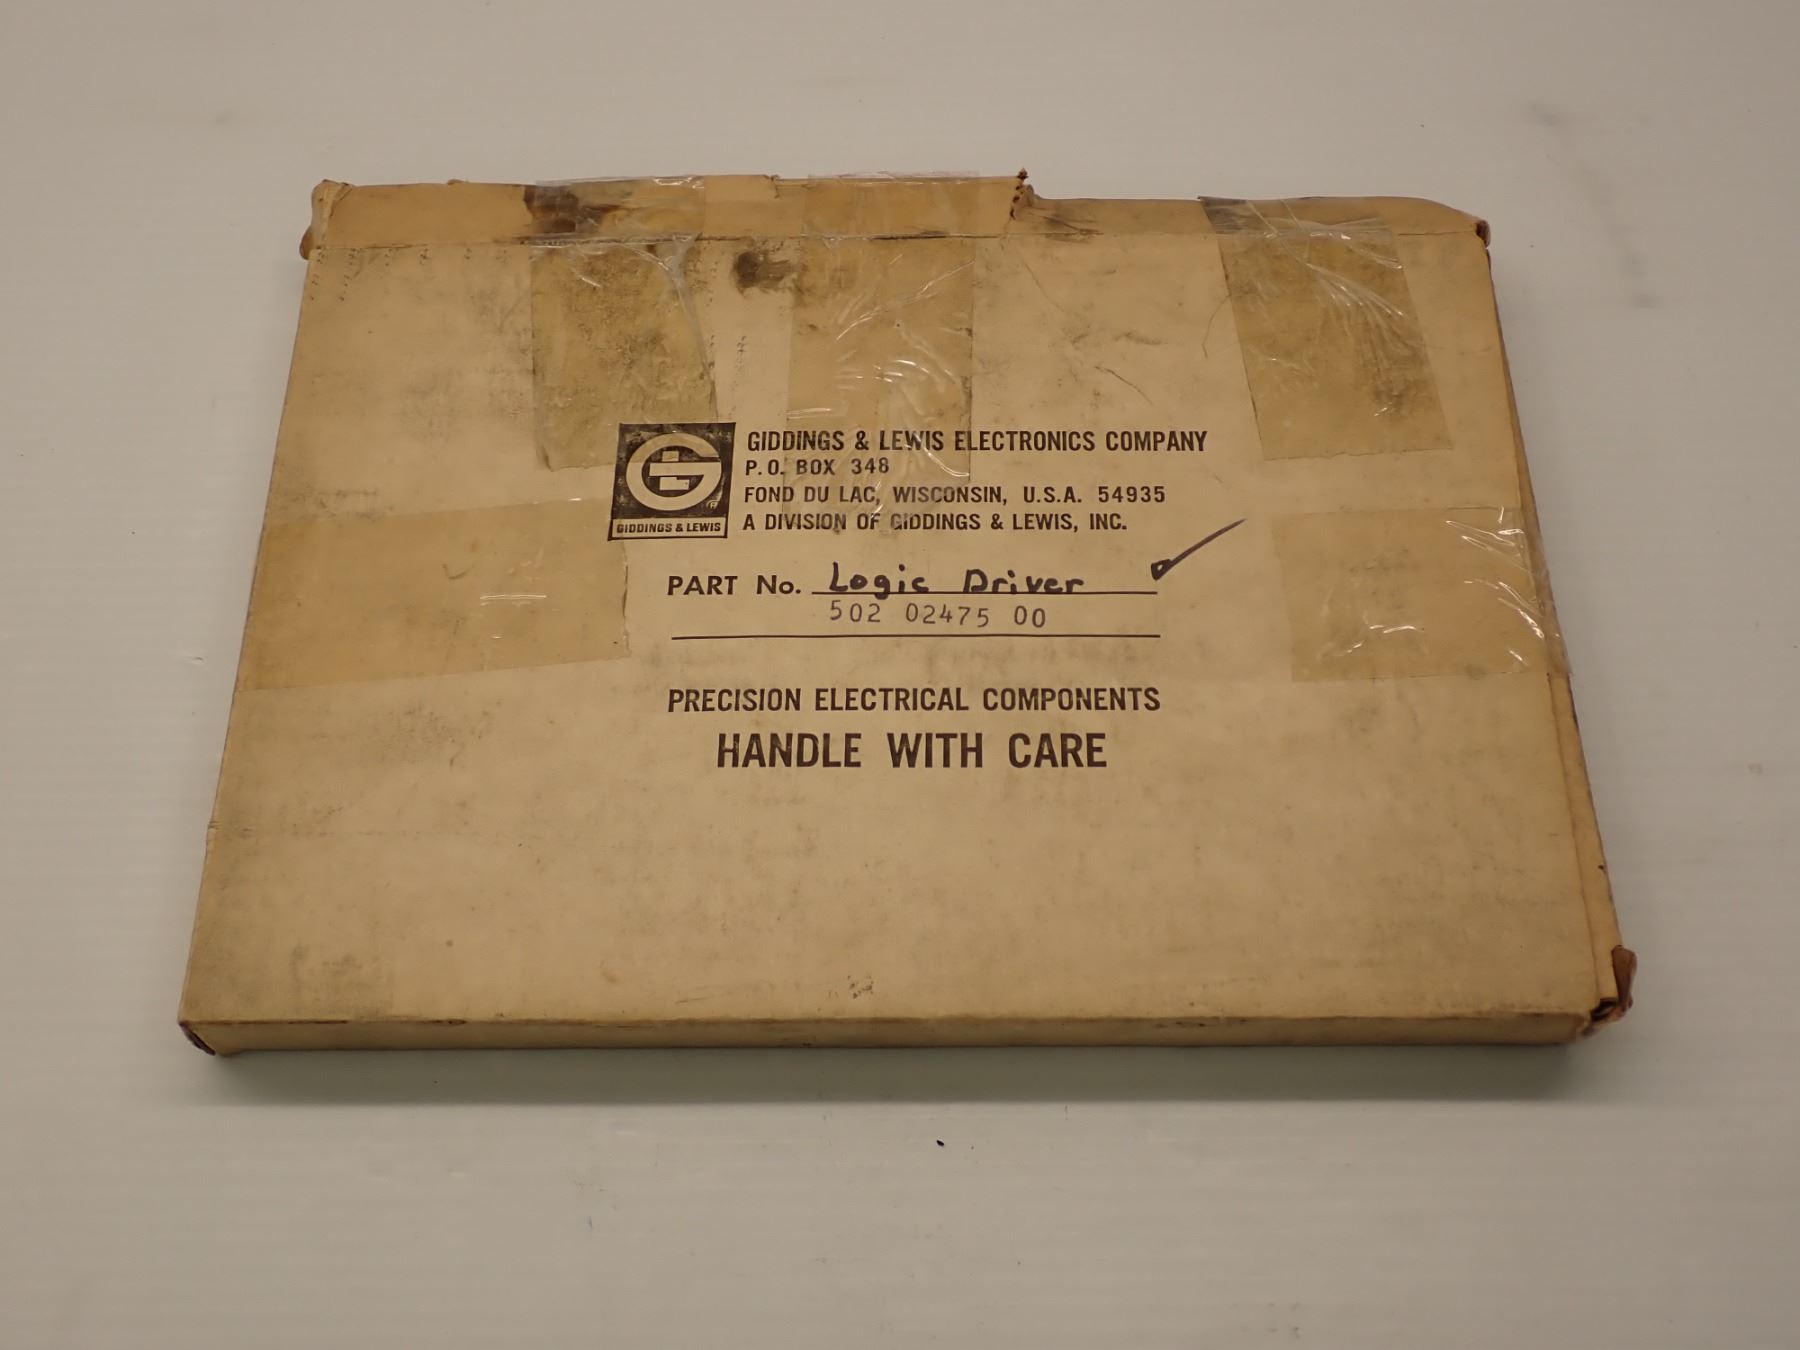 GIDDINGS & LEWIS ELECTRONICS COMPANY
P.O. BOX 348
FOND DU LAC, WISCONSIN, U.S.A. 54935
A DIVISION OF GIDDINGS & LEWIS, INC.
G L ®
GIDDINGS & LEWIS
PART No. Logic Driver
502 02475 00
PRECISION ELECTRICAL COMPONENTS
HANDLE WITH CARE